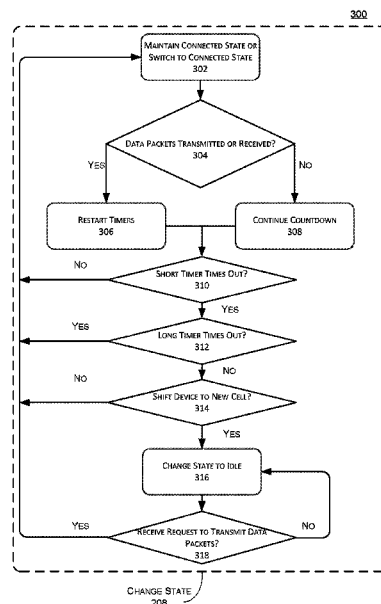 300
MAINTAIN CONNECTED STATE OR
SWITCH TO CONNECTED STATE
302
DATA PACKETS TRANSMITTED OR RECEIVED?
304
YES
NO
RESTART TIMERS
306
CONTINUE COUNTDOWN
308
NO
SHORT TIMER TIMES OUT?
310
YES
YES
LONG TIMER TIMES OUT?
312
NO
NO
SHIFT DEVICE TO NEW CELL?
314
YES
CHANGE STATE TO IDLE
316
YES
RECEIVE REQUEST TO TRANSMIT DATA
PACKETS?
318
NO
CHANGE STATE
208